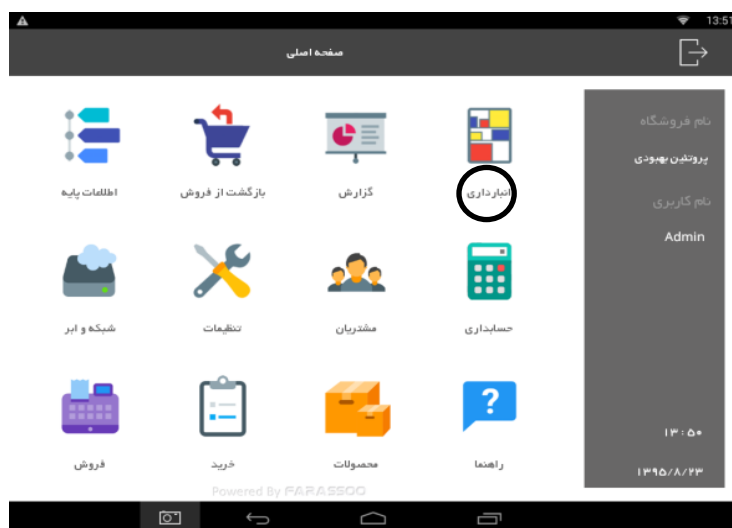 13:51
صفحه اصلی
نام فروشگاه
پروتئین بهبودی
نام کاربری
Admin
انبارداری
گزارش
بازگشت از فروش
اطلاعات پایه
حسابداری
مشتریان
تنظیمات
شبکه و ابر
راهنما
محصولات
خرید
فروش
۱۳:۵۰
۱۳۹۵/۸/۲۳
Powered By FARASSOO